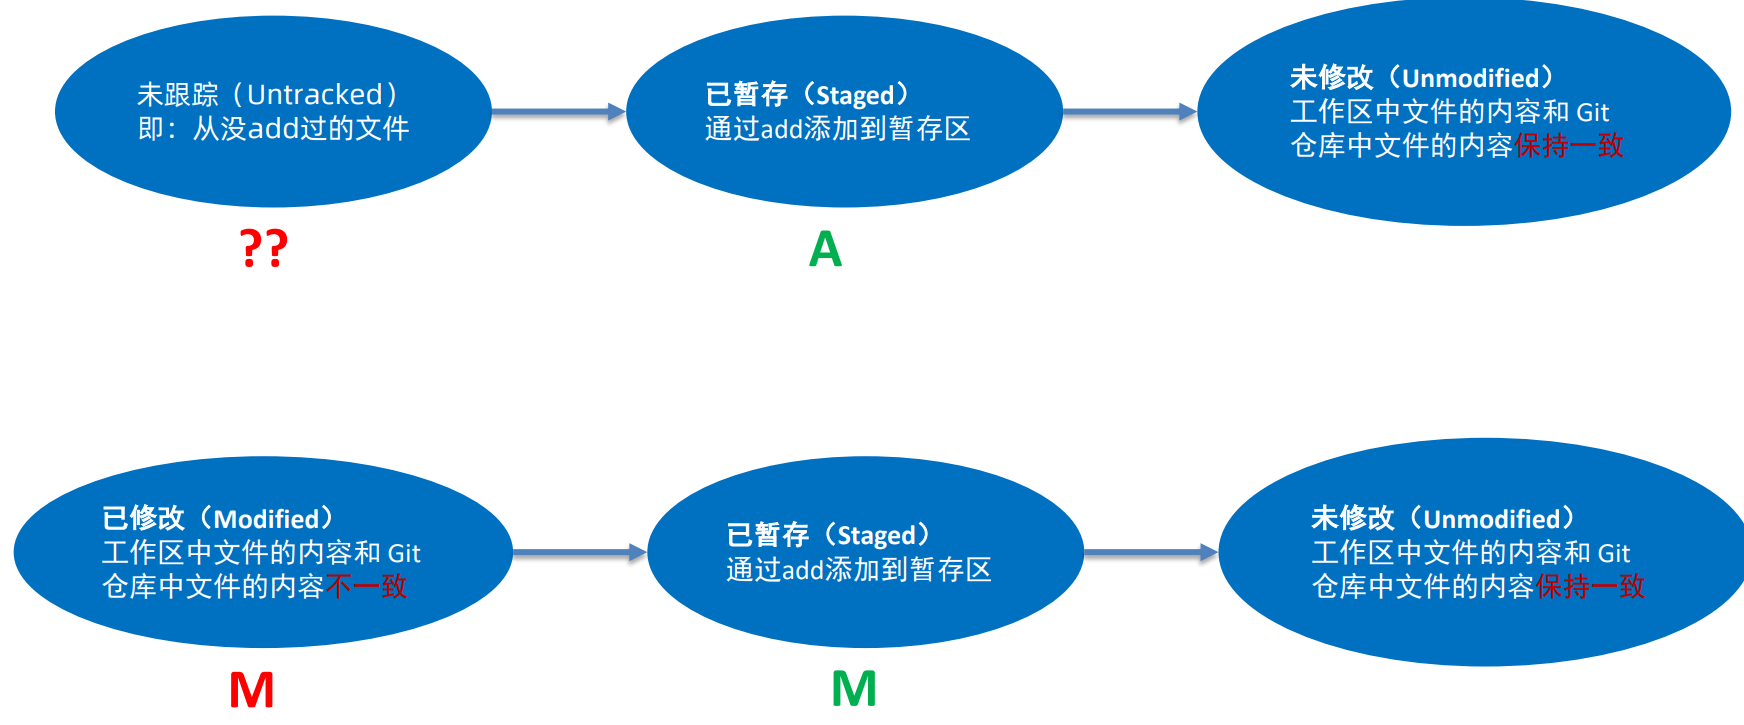 未跟踪（Untracked）
即：从没add过的文件
??
已暂存（Staged）
通过add添加到暂存区
A
未修改（Unmodified）
工作区中文件的内容和 Git
仓库中文件的内容保持一致
已修改（Modified）
工作区中文件的内容和 Git
仓库中文件的内容不一致
M
已暂存（Staged）
通过add添加到暂存区
M
未修改（Unmodified）
工作区中文件的内容和 Git
仓库中文件的内容保持一致